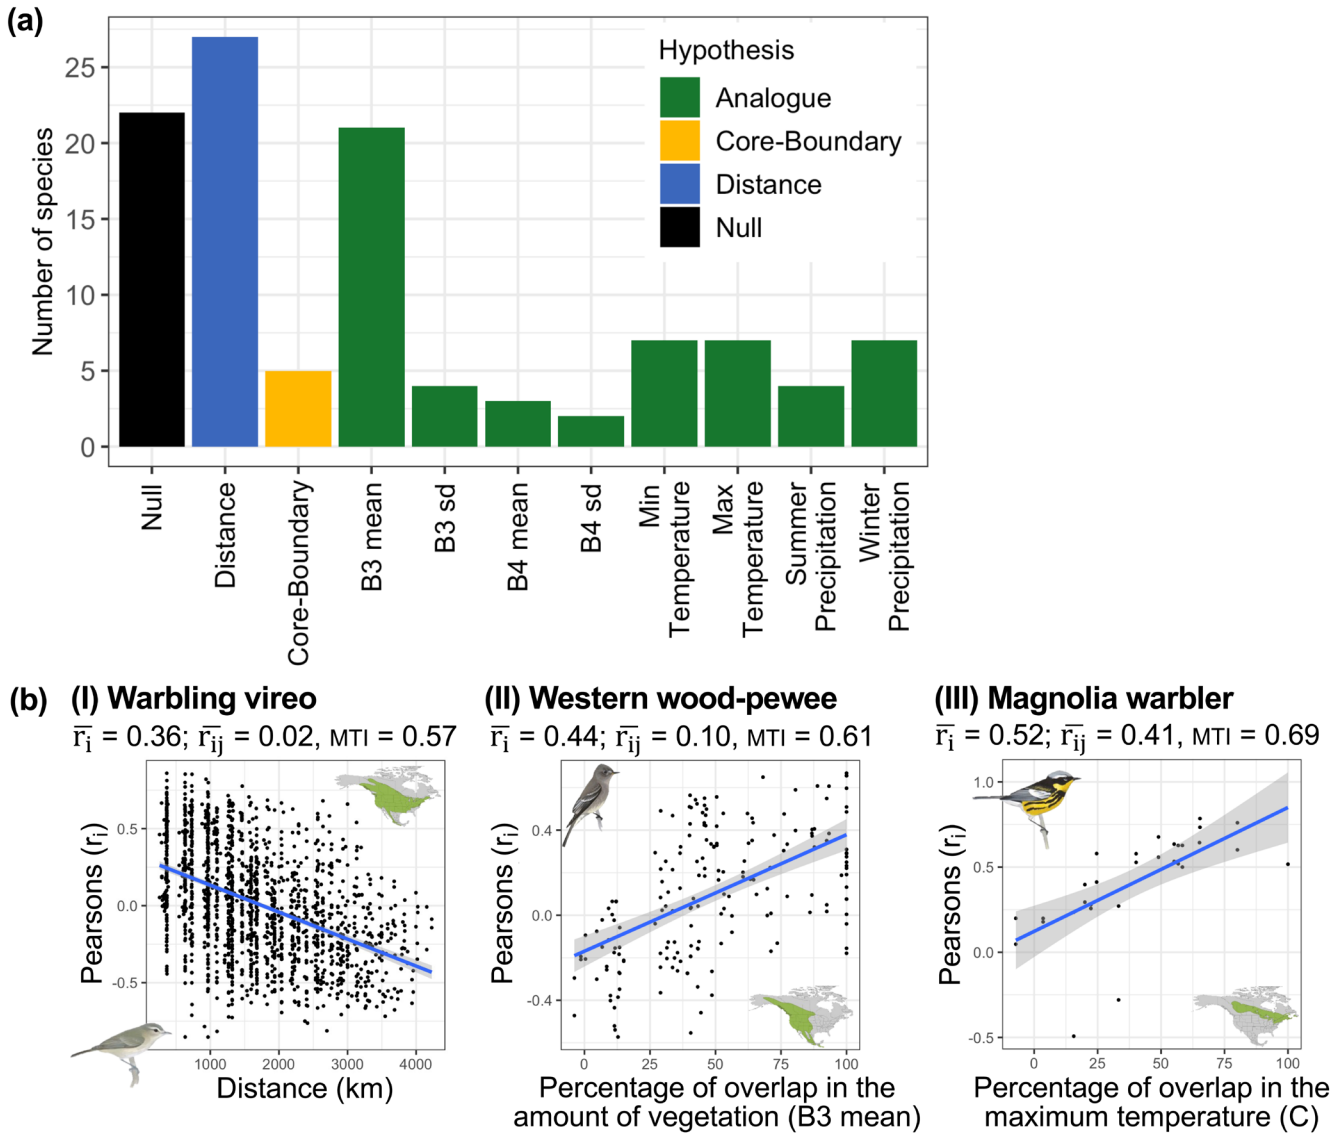 (a)
Number of species
25
20
15
10
5
0
Hypothesis
Analogue
Core-Boundary
Distance
Null
Null
Distance
Core-Boundary
B3 mean
B3 sd
B4 mean
B4 sd
Min
Temperature
Max
Temperature
Summer
Precipitation
Winter
Precipitation
(b)
(I) Warbling vireo
r̅i = 0.36; r̅ij = 0.02, MTI = 0.57
Pearsons (ri)
0.5
0.0
-0.5
1000 2000 3000 4000
Distance (km)
(II) Western wood-pewee
r̅i = 0.44; r̅ij = 0.10, MTI = 0.61
Pearsons (ri)
0.4
0.0
-0.4
0 25 50 75 100
Percentage of overlap in the
amount of vegetation (B3 mean)
(III) Magnolia warbler
r̅i = 0.52; r̅ij = 0.41, MTI = 0.69
Pearsons (ri)
1.0
0.5
0.0
-0.5
0 25 50 75 100
Percentage of overlap in the
maximum temperature (C)